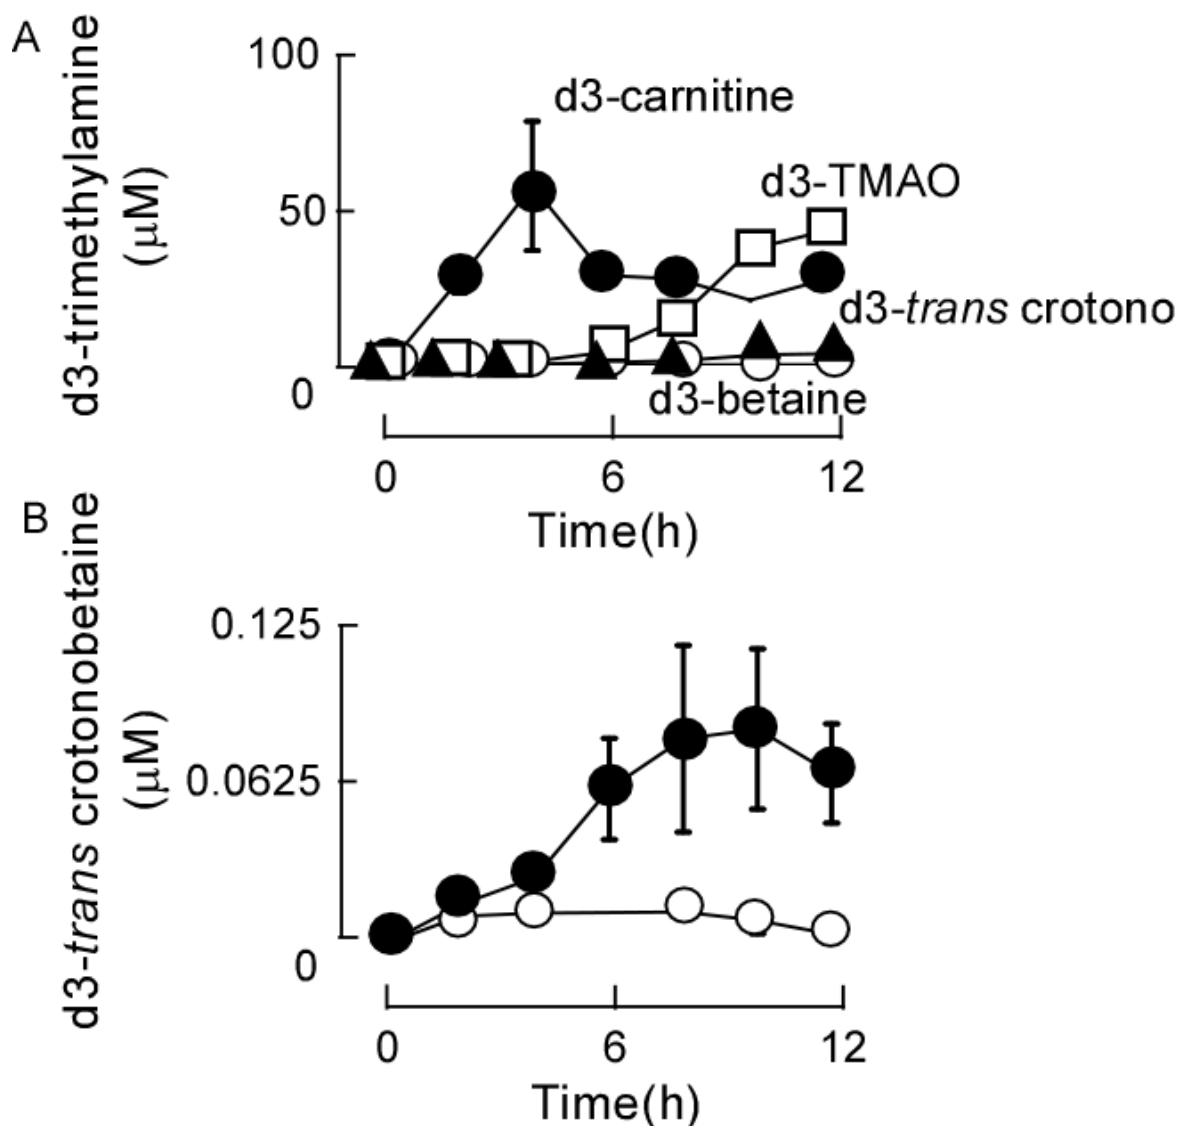 A
d3-trimethylamine
(μM)
100
50
0
d3-carnitine
d3-TMAO
d3-trans crotono
d3-betaine
0 6 12
Time(h)
B
d3-trans crotonobetaine
(μM)
0.125
0.0625
0
0 6 12
Time(h)